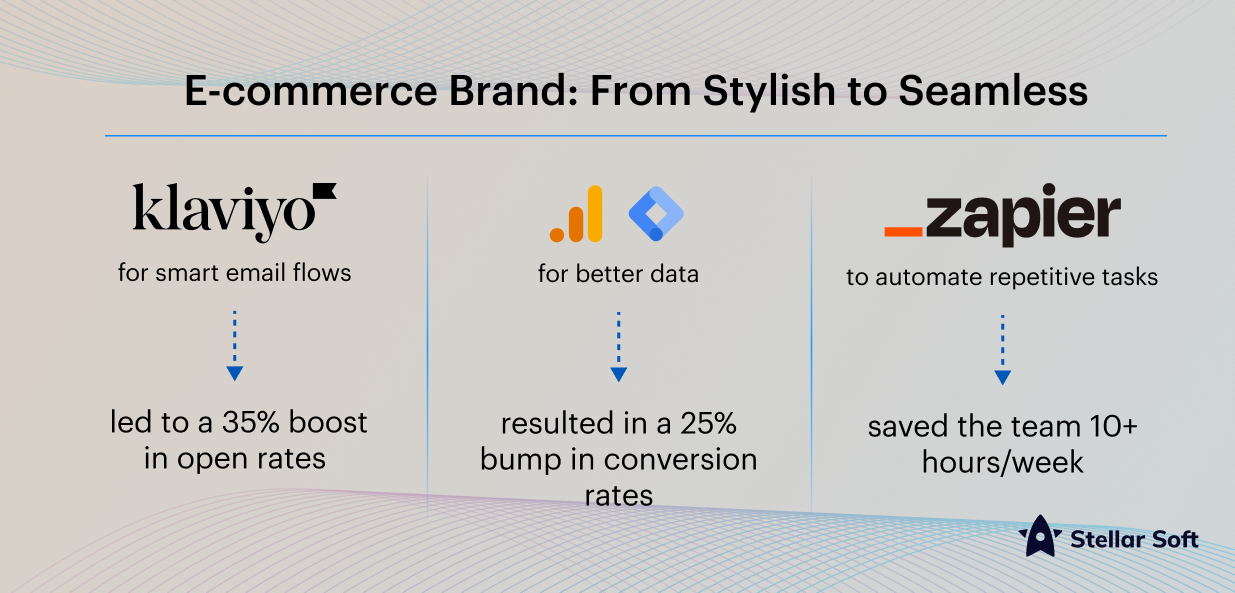 E-commerce Brand: From Stylish to Seamless
klaviyo
for smart email flows
led to a 35% boost
in open rates
for better data
resulted in a 25%
bump in conversion
rates
zapier
to automate repetitive tasks
saved the team 10+
hours/week
Stellar Soft